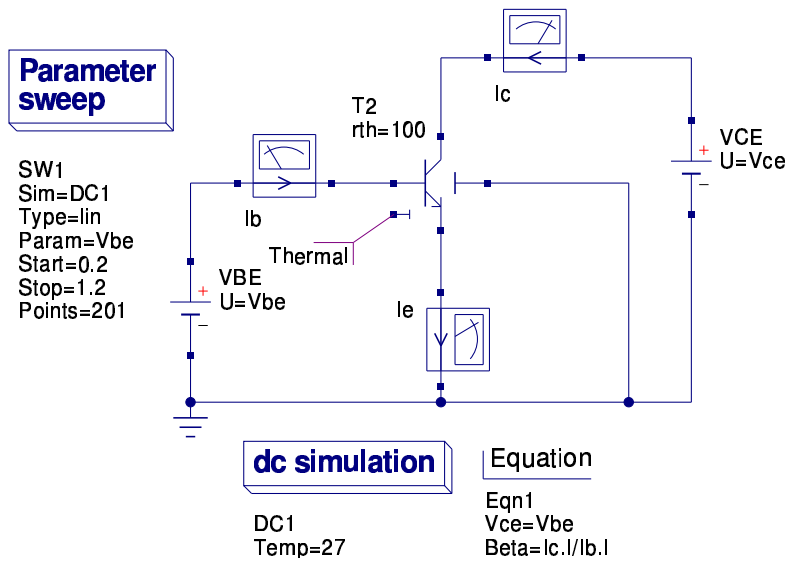 Parameter
sweep
SW1
Sim=DC1
Type=lin
Param=Vbe
Start=0.2
Stop=1.2
Points=201
Ib
T2
rth=100
Ic
VCE
U=Vce
+
−
Thermal
VBE
U=Vbe
+
−
Ie
dc simulation
DC1
Temp=27
Equation
Eqn1
Vce=Vbe
Beta=Ic.I/Ib.I